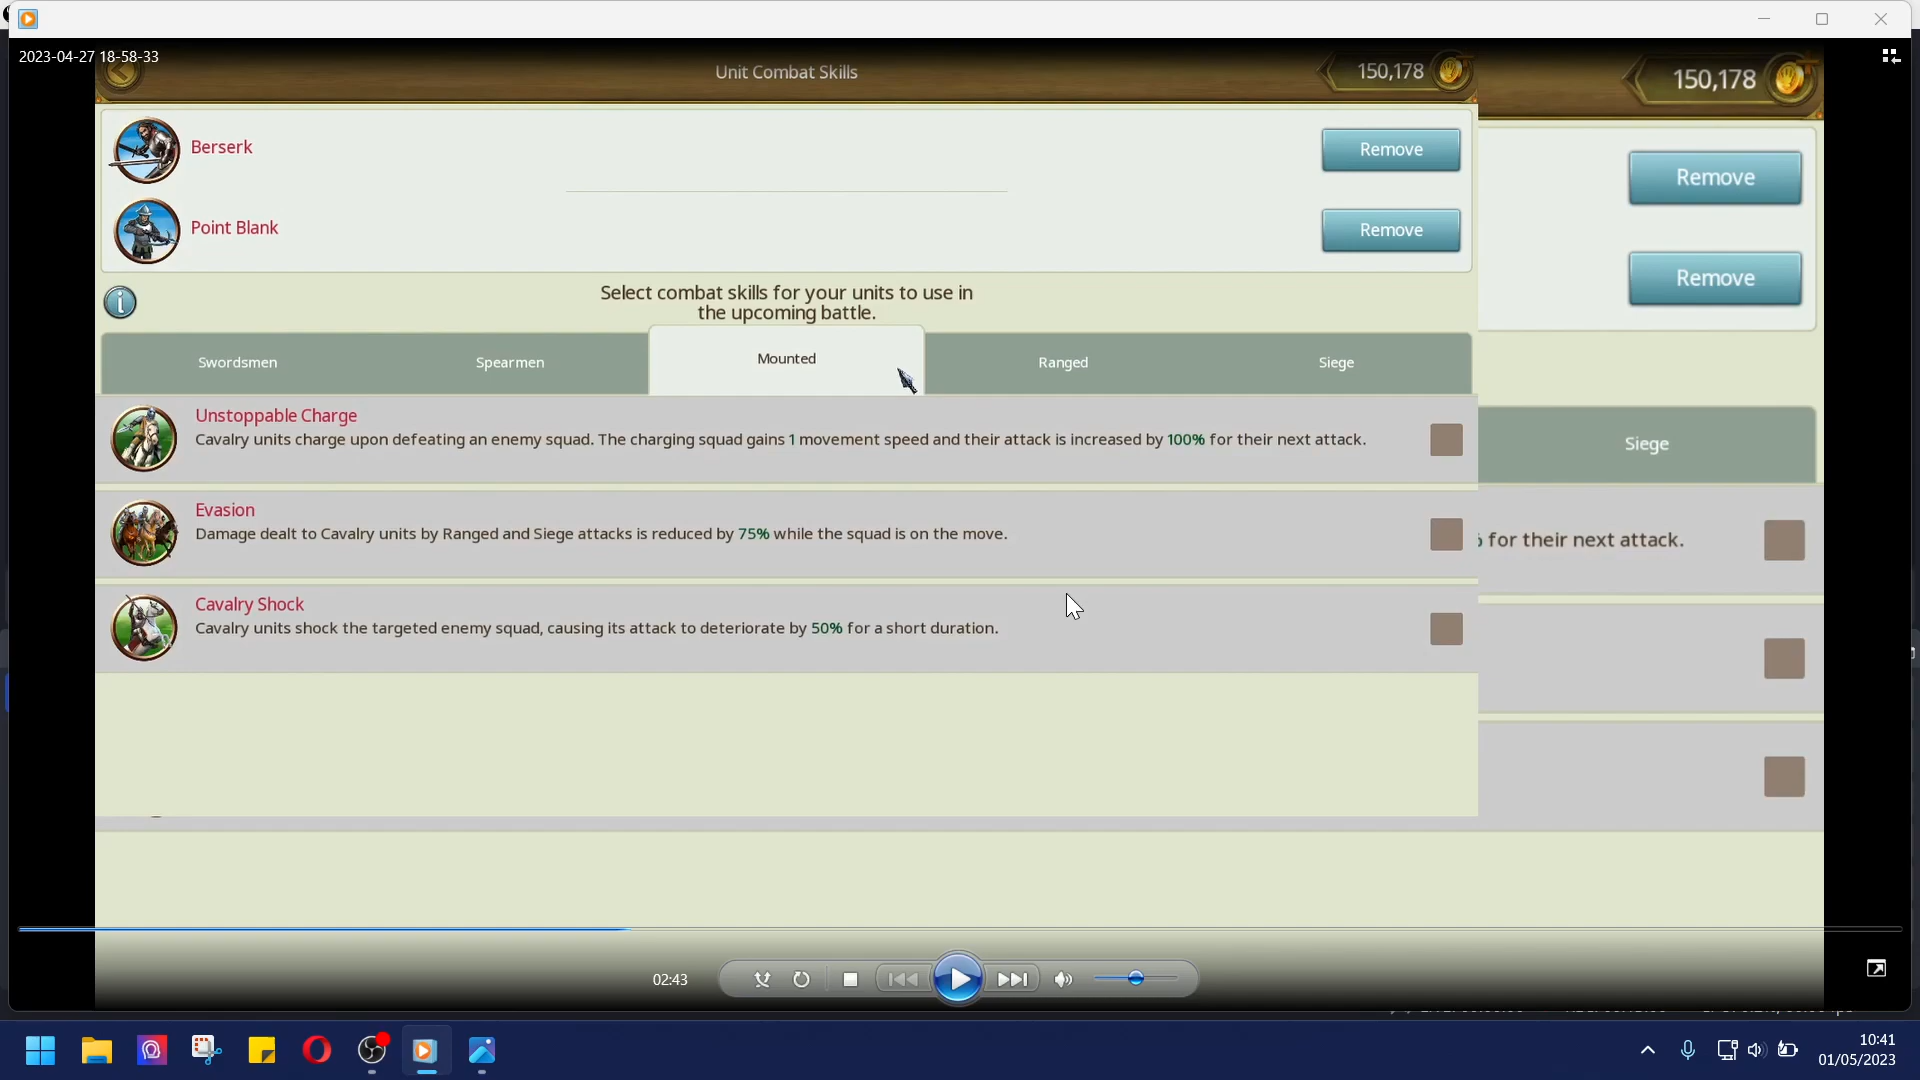 2023-04-27 18-58-33
Unit Combat Skills
150,178
150,178
Berserk
Remove
Remove
Point Blank
Remove
Remove
Select combat skills for your units to use in
the upcoming battle.
Swordsmen
Spearmen
Mounted
Ranged
Siege
Siege
Unstoppable Charge
Cavalry units charge upon defeating an enemy squad. The charging squad gains 1 movement speed and their attack is increased by 100% for their next attack.
for their next attack.
Evasion
Damage dealt to Cavalry units by Ranged and Siege attacks is reduced by 75% while the squad is on the move.
Cavalry Shock
Cavalry units shock the targeted enemy squad, causing its attack to deteriorate by 50% for a short duration.
02:43
10:41
01/05/2023